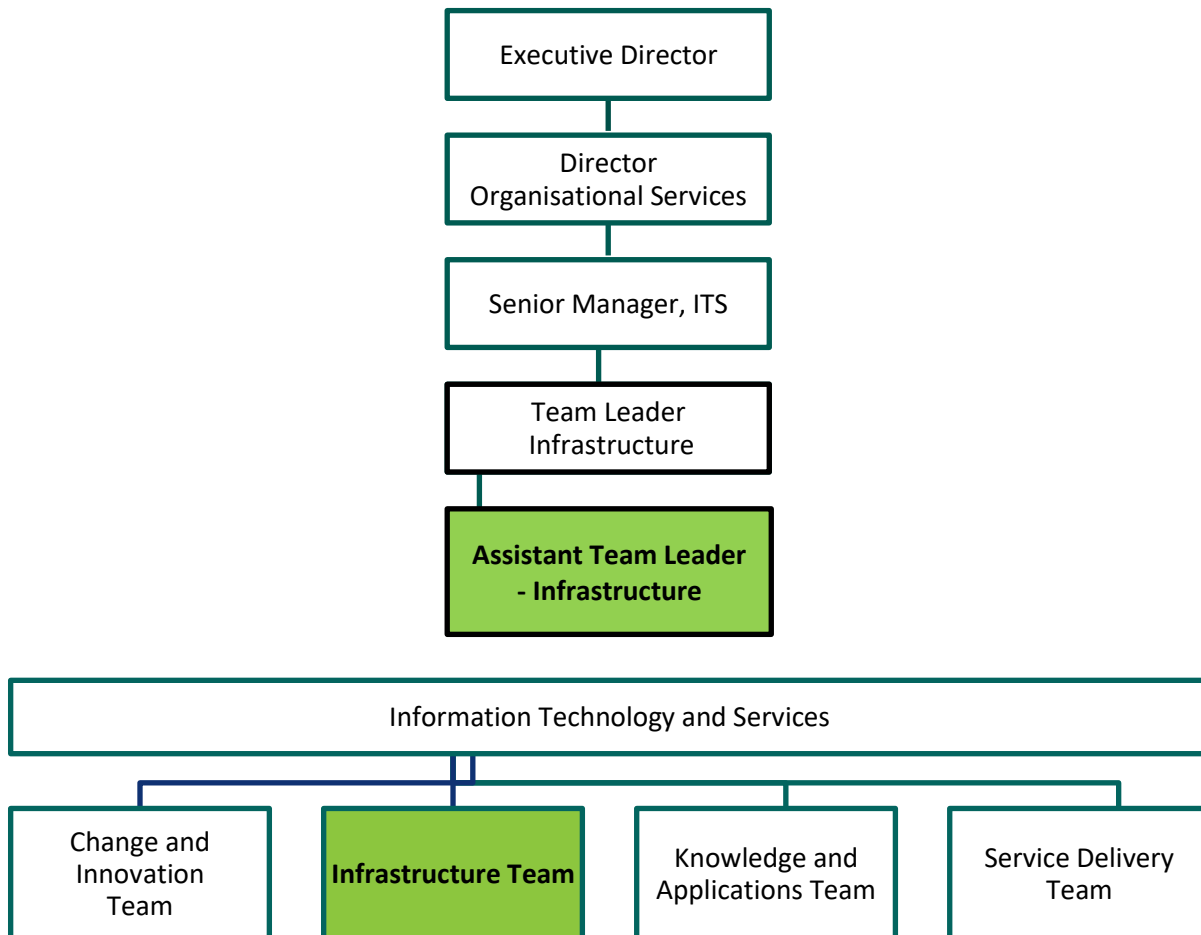 Executive Director
Director
Organisational Services
Senior Manager, ITS
Team Leader
Infrastructure
Assistant Team Leader
- Infrastructure
Information Technology and Services
Change and
Innovation
Team
Infrastructure Team
Knowledge and
Applications Team
Service Delivery
Team